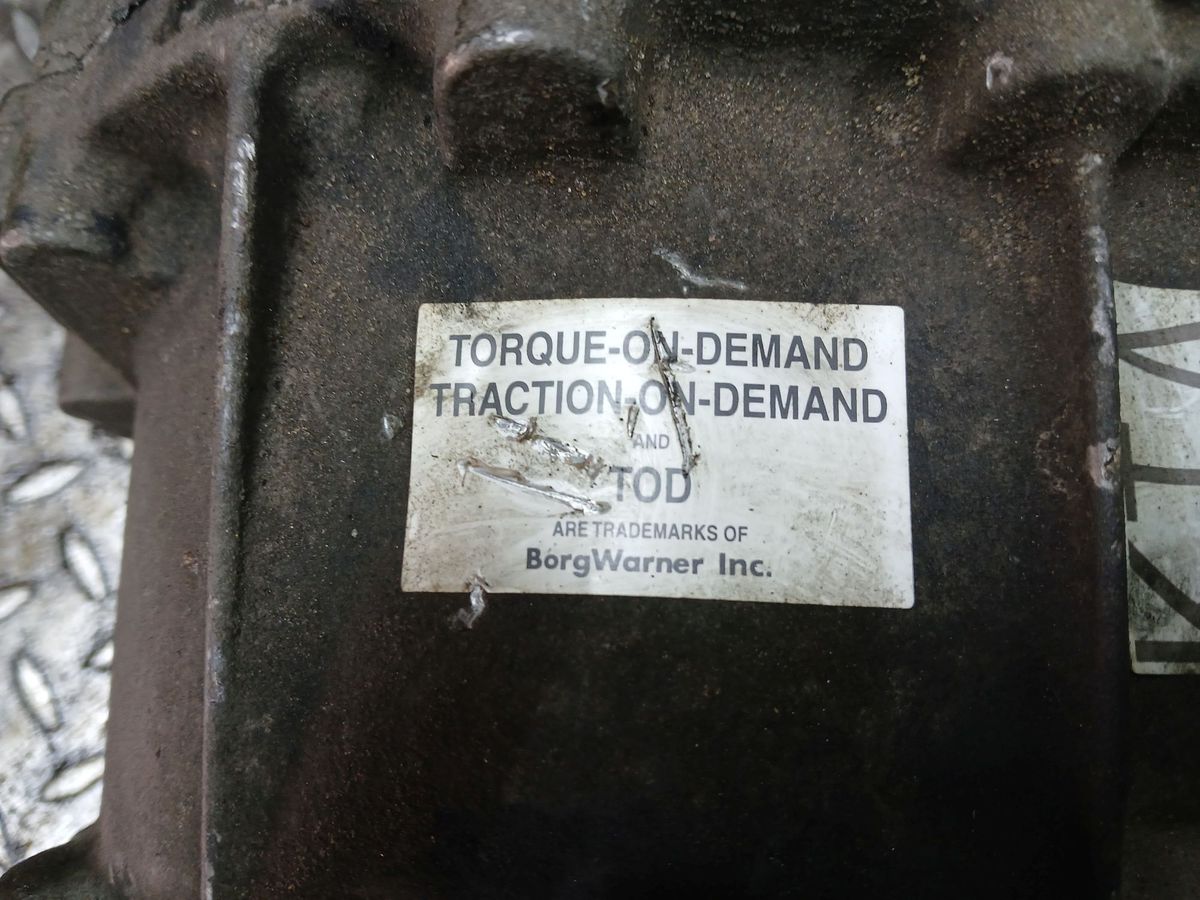 TORQUE-ON-DEMAND
TRACTION-ON-DEMAND
AND
TOD
ARE TRADEMARKS OF
BorgWarner Inc.